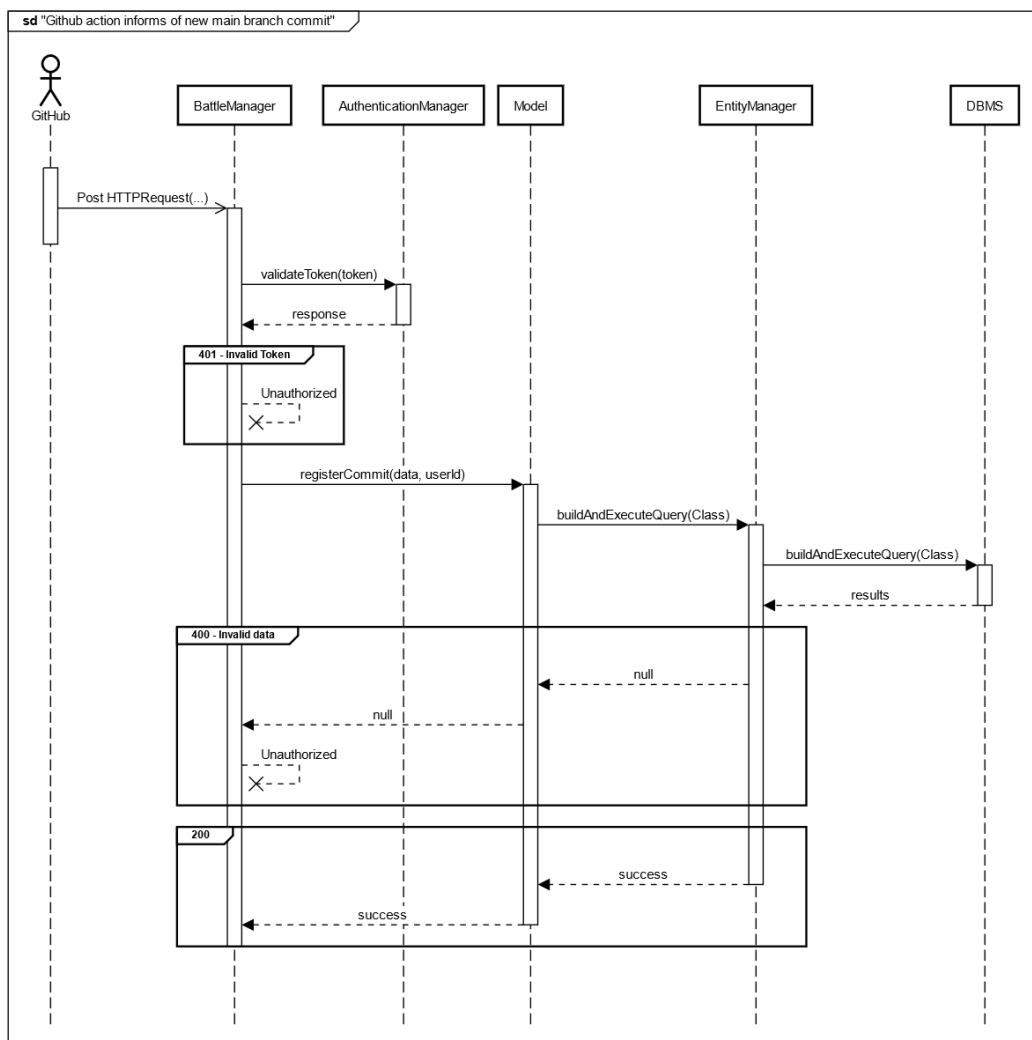 sd "Github action informs of new main branch commit"
GitHub
BattleManager
AuthenticationManager
Model
EntityManager
DBMS
Post HTTPRequest(...)
validateToken(token)
response
401 - Invalid Token
Unauthorized
registerCommit(data, userId)
buildAndExecuteQuery(Class)
buildAndExecuteQuery(Class)
results
400 - Invalid data
null
null
Unauthorized
200
success
success